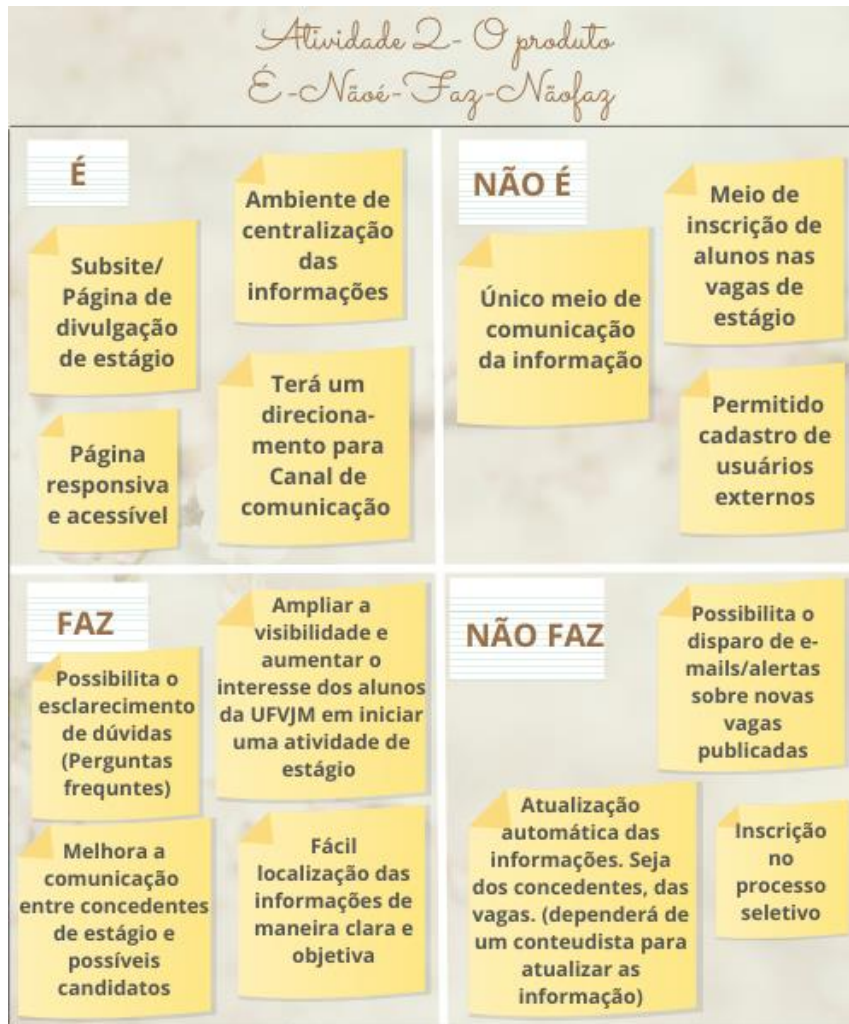 Atividade 2 - O produto
É -Nãoé-Faz-Nãofaz
É
Ambiente de
centralização
das
informações
Subsite/
Página de
divulgação
de estágio
Terá um
direciona-
mento para
Canal de
comunicação
Página
responsiva
e acessível
NÃO É
Meio de
inscrição de
alunos nas
vagas de
estágio
Único meio de
comunicação
da informação
Permitido
cadastro de
usuários
externos
FAZ
Ampliar a
visibilidade e
aumentar o
interesse dos alunos
da UFVJM em iniciar
uma atividade de
estágio
Possibilita o
esclarecimento
de dúvidas
(Perguntas
frequntes)
Melhora a
comunicação
entre concedentes
de estágio e
possíveis
candidatos
Fácil
localização das
informações de
maneira clara e
objetiva
NÃO FAZ
Possibilita o
disparo de e-
mails/alertas
sobre novas
vagas
publicadas
Atualização
automática das
informações. Seja
dos concedentes, das
vagas. (dependerá de
um conteudista para
atualizar as
informação)
Inscrição
no
processo
seletivo